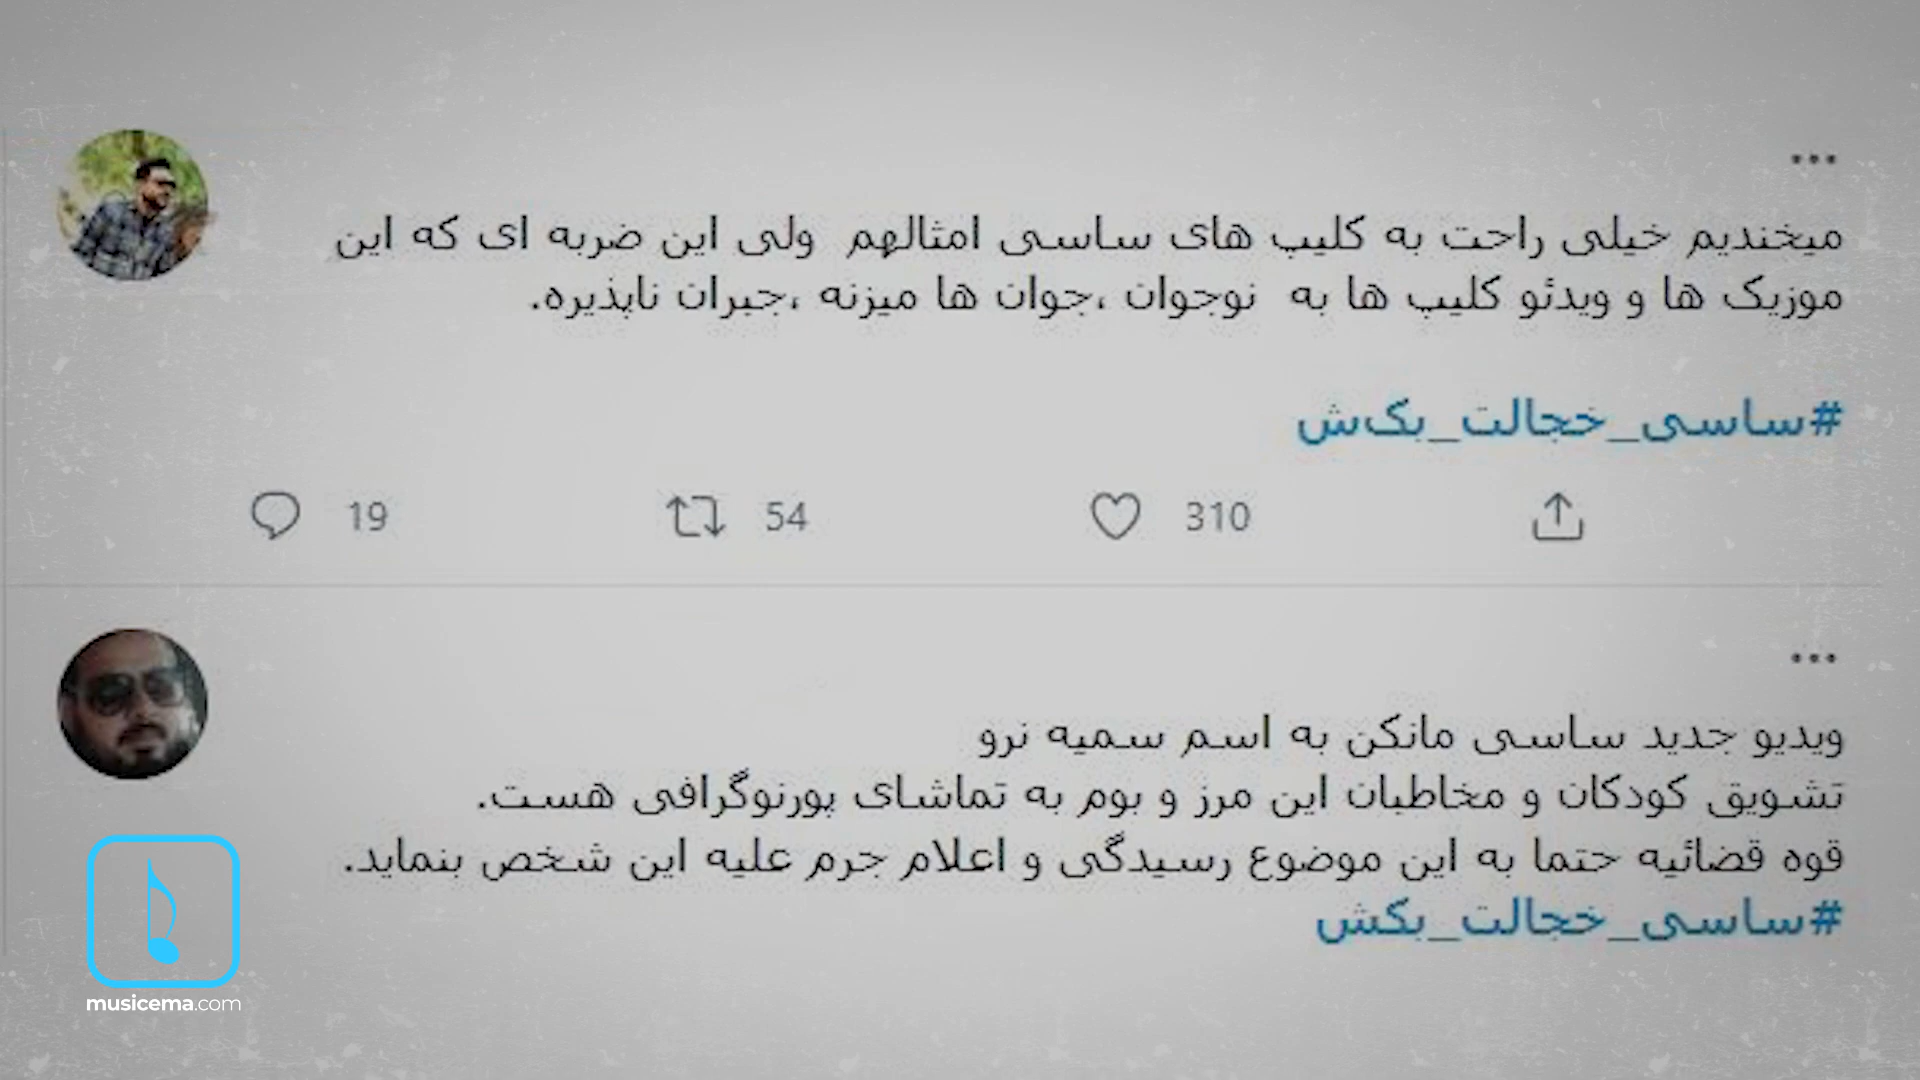 میخندیم خیلی راحت به کلیپ های ساسی امثالهم ولی این ضربه ای که این
موزیک ها و ویدئو کلیپ ها به نوجوان ،جوان ها میزنه ،جبران ناپذیره.
#ساسی_خجالت_بک‌ش
19 54 310
ویدیو جدید ساسی مانکن به اسم سمیه نرو
تشویق کودکان و مخاطبان این مرز و بوم به تماشای پورنوگرافی هست.
قوه قضائیه حتما به این موضوع رسیدگی و اعلام جرم علیه این شخص بنماید.
#ساسی_خجالت_بکش
musicema.com